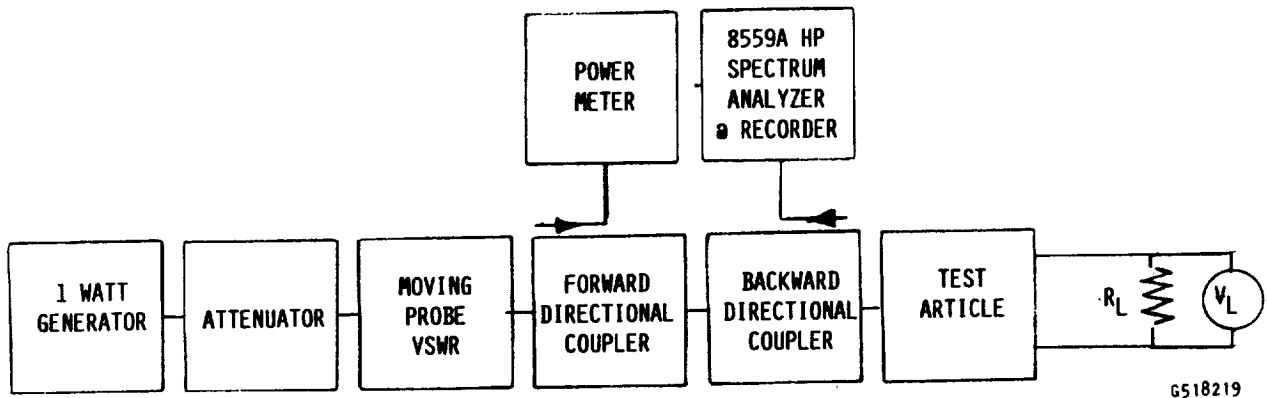 POWER
METER
8559A HP
SPECTRUM
ANALYZER
a RECORDER
1 WATT
GENERATOR
ATTENUATOR
MOVING
PROBE
VSWR
FORWARD
DIRECTIONAL
COUPLER
BACKWARD
DIRECTIONAL
COUPLER
TEST
ARTICLE
RL
VL
G518219